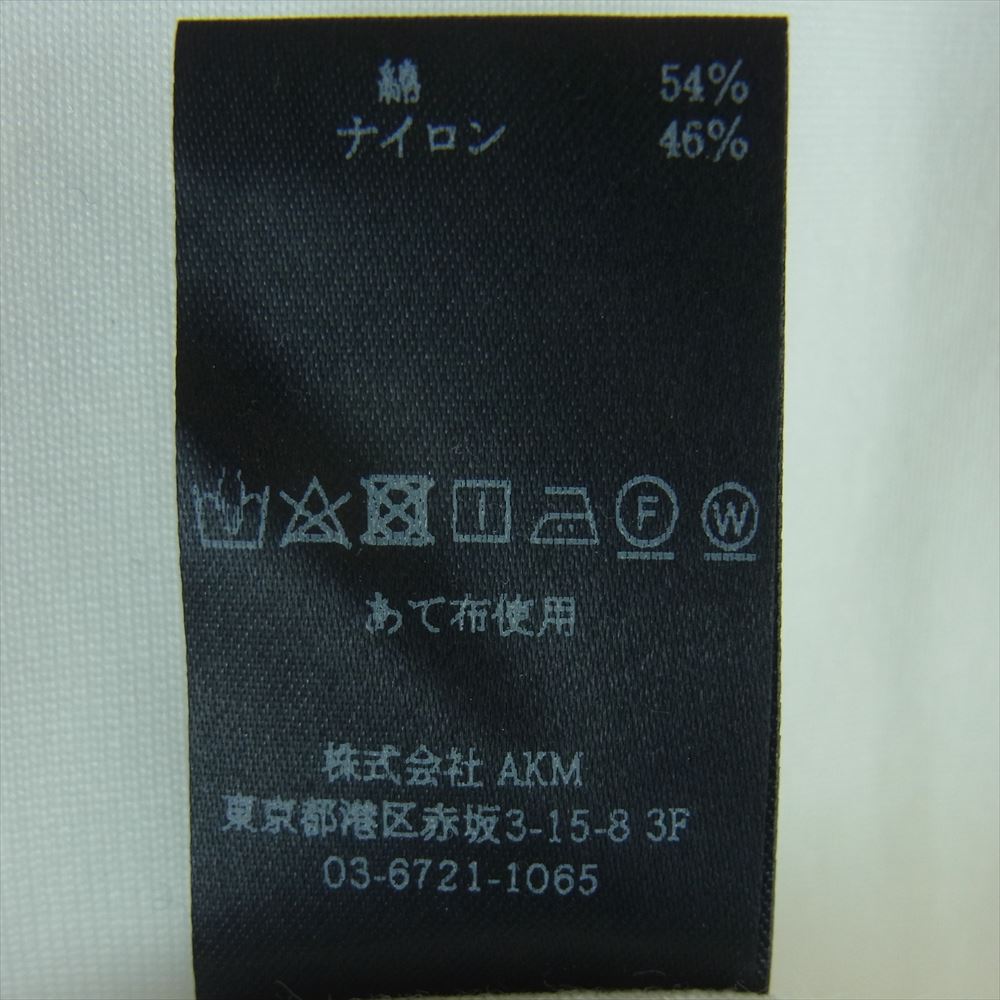 綿 54%
ナイロン 46%
F W
あて布使用
株式会社 AKM
東京都港区赤坂3-15-8 3F
03-6721-1065